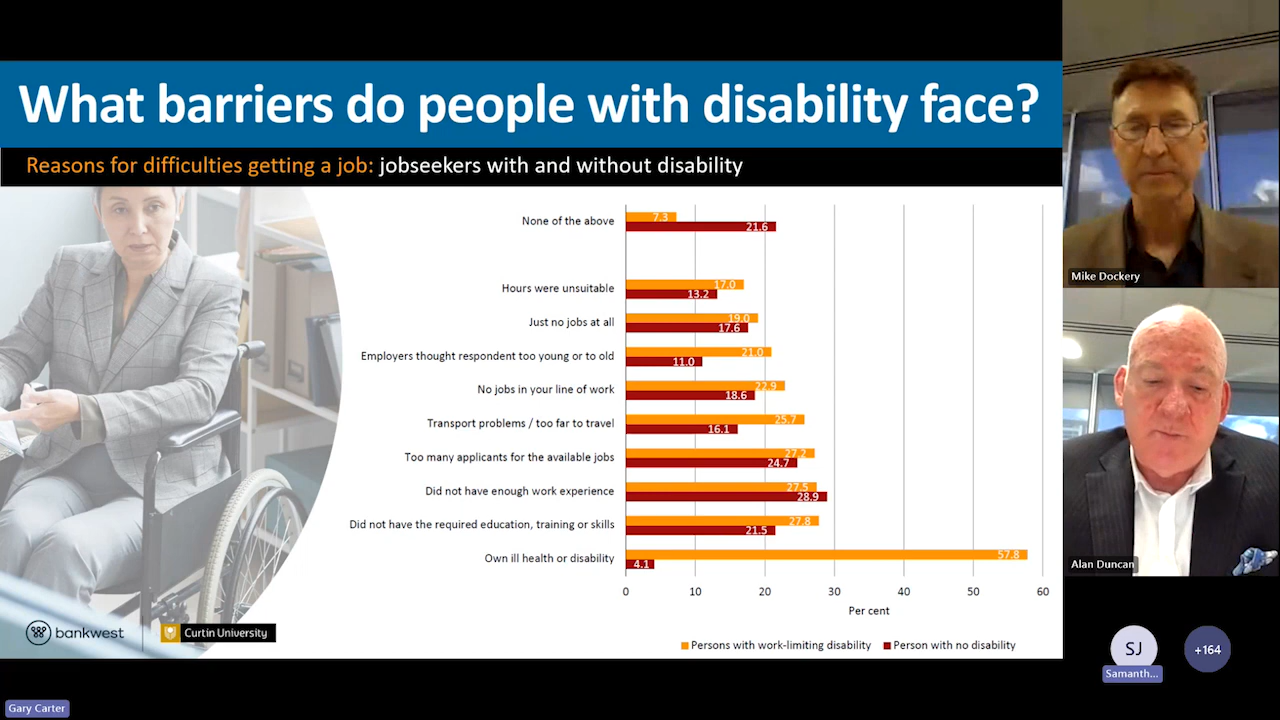 What barriers do people with disability face?
Reasons for difficulties getting a job: jobseekers with and without disability
None of the above
7.3
21.6
Hours were unsuitable
17.0
13.2
Just no jobs at all
19.0
17.6
Employers thought respondent too young or to old
21.0
11.0
No jobs in your line of work
22.9
18.6
Transport problems / too far to travel
25.7
16.1
Too many applicants for the available jobs
27.2
24.7
Did not have enough work experience
27.5
28.9
Did not have the required education, training or skills
27.8
21.5
Own ill health or disability
57.8
4.1
0 10 20 30 40 50 60
Per cent
Persons with work-limiting disability Person with no disability
bankwest
Curtin University
Mike Dockery
Alan Duncan
SJ
Samanth...
+164
Gary Carter